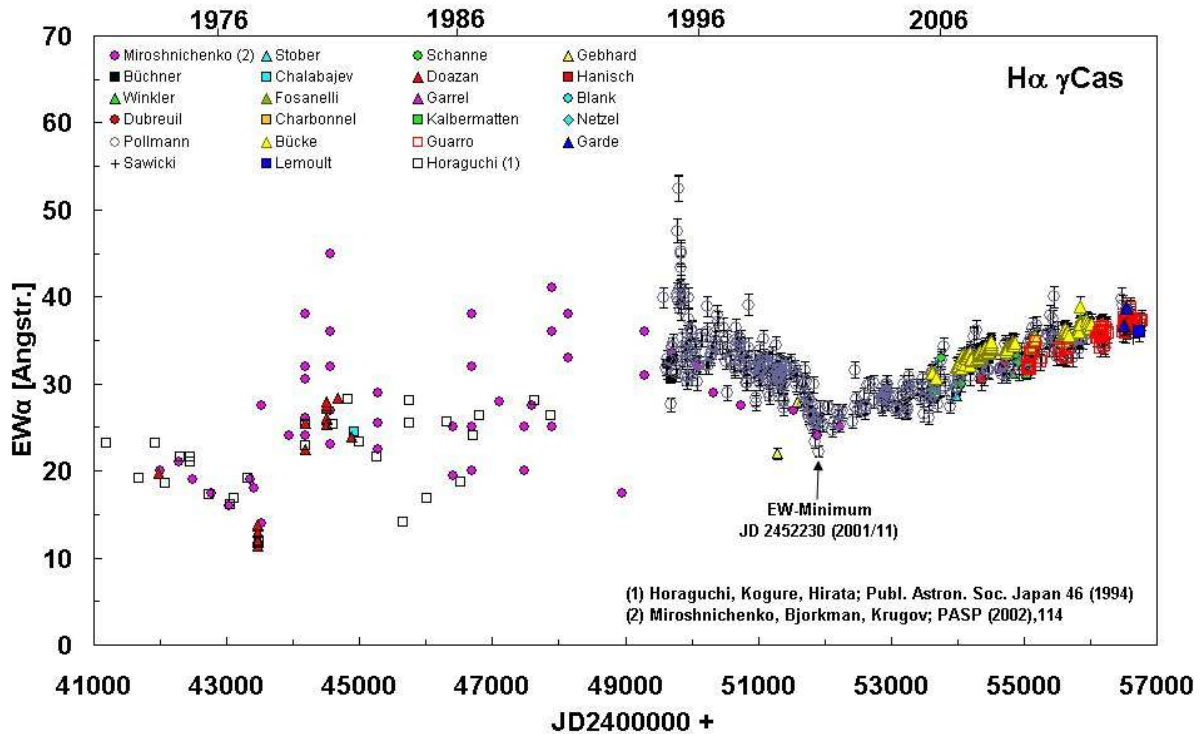 1976 1986 1996 2006
70
60
50
40
30
20
10
0
EWα [Angstr.]
Miroshnichenko (2) Stober Schanne Gebhard
Büchner Chalabajev Doazan Hanisch
Winkler Fosanelli Garrel Blank
Dubreuil Charbonnel Kalbermatten Netzel
Pollmann Bücke Guarro Garde
Sawicki Lemoult Horaguchi (1)
Hα γCas
EW-Minimum
JD 2452230 (2001/11)
(1) Horaguchi, Kogure, Hirata; Publ. Astron. Soc. Japan 46 (1994)
(2) Miroshnichenko, Bjorkman, Krugov; PASP (2002),114
41000 43000 45000 47000 49000 51000 53000 55000 57000
JD2400000 +